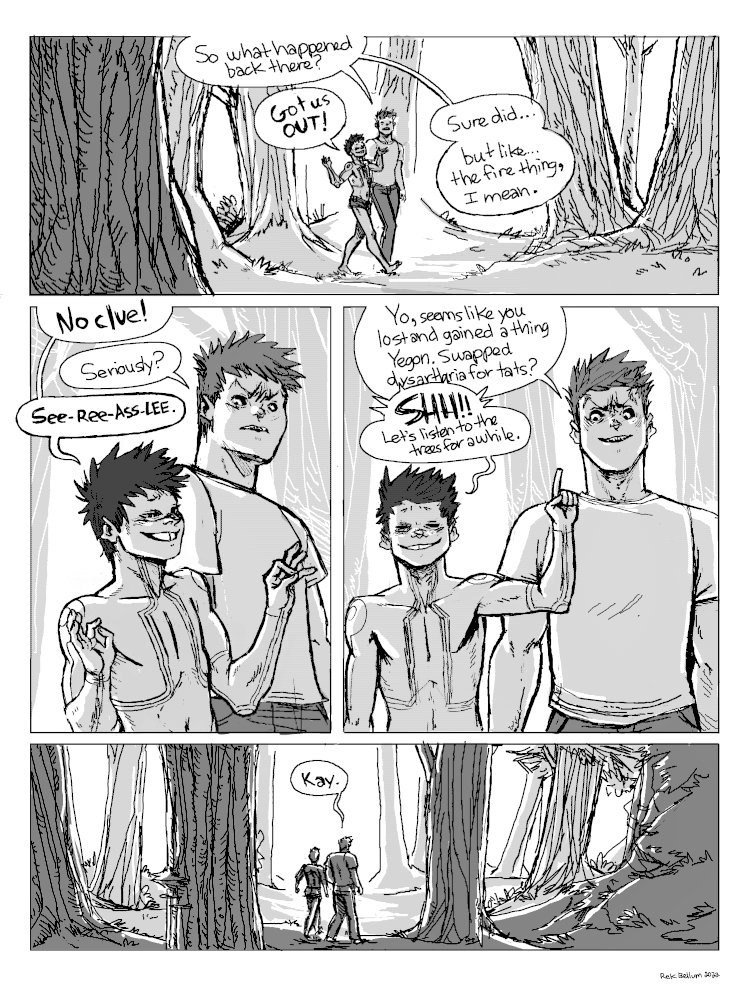 So what happened
back there?
Got us
OUT!
Sure did...
but like...
the fire thing,
I mean.
No clue!
Seriously?
See-Ree-Ass-LEE.
Yo, seems like you
lost and gained a thing
Yegon. Swapped
dysarthria for tats?
SHH!!
Let's listen to the
trees for a while.
Kay.
Rek Bellum 2022